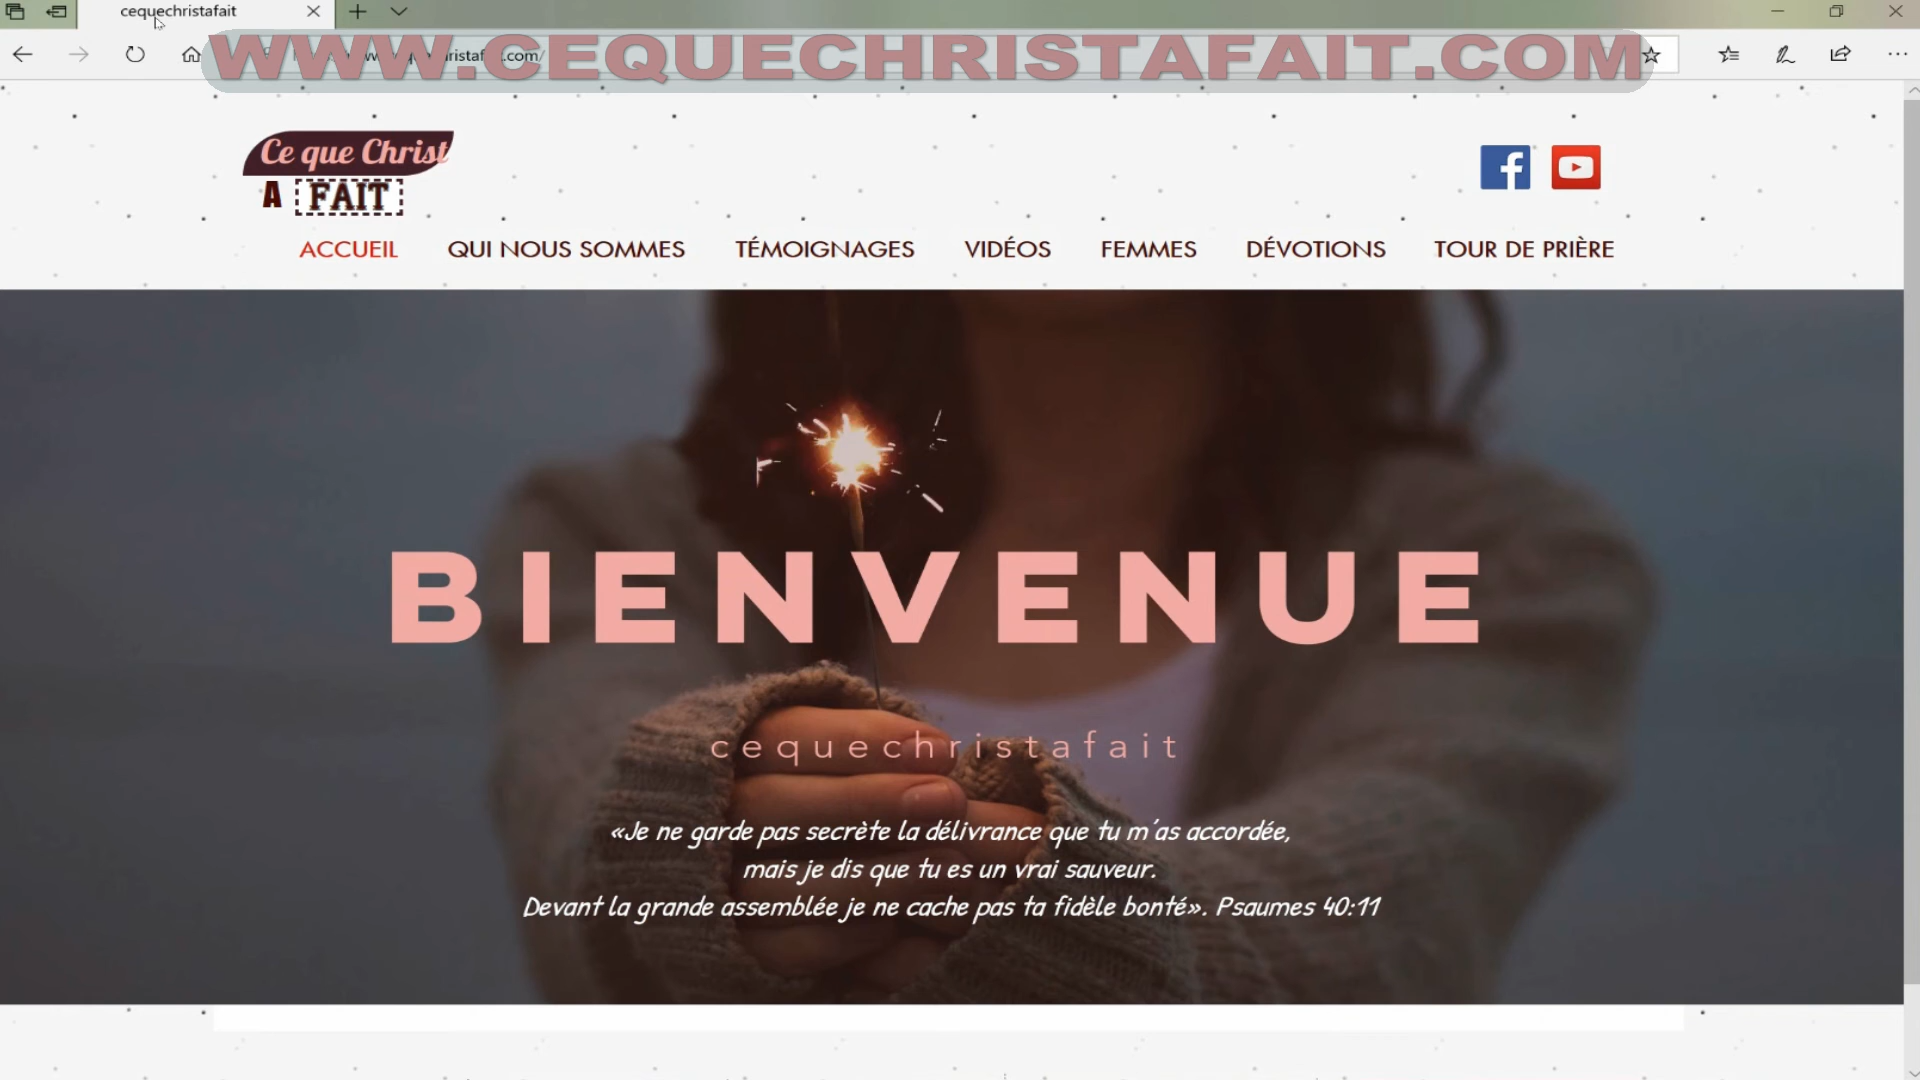 cequechristafait
WWW.CEQUECHRISTAFAIT.COM
Ce que Christ
A FAIT
ACCUEIL QUI NOUS SOMMES TÉMOIGNAGES VIDÉOS FEMMES DÉVOTIONS TOUR DE PRIÈRE
BIENVENUE
cequechristafait
«Je ne garde pas secrète la délivrance que tu m'as accordée,
mais je dis que tu es un vrai sauveur.
Devant la grande assemblée je ne cache pas ta fidèle bonté». Psaumes 40:11